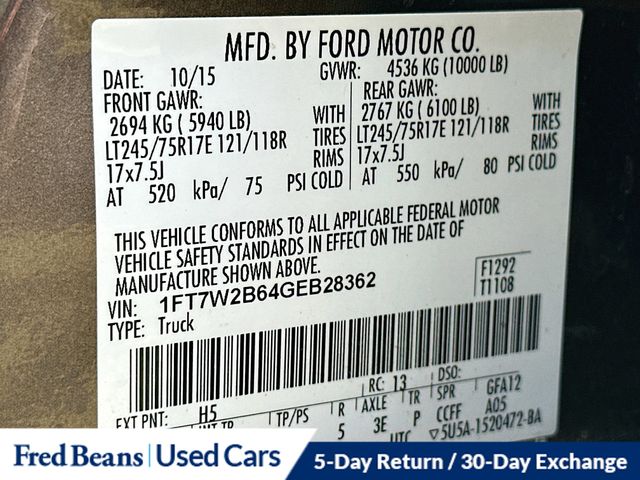 MFD. BY FORD MOTOR CO.
DATE: 10/15 GVWR: 4536 KG (10000 LB)
FRONT GAWR: REAR GAWR:
2694 KG ( 5940 LB) WITH 2767 KG ( 6100 LB) WITH
LT245/75R17E 121/118R TIRES LT245/75R17E 121/118R TIRES
17x7.5J RIMS 17x7.5J RIMS
AT 520 kPa/ 75 PSI COLD AT 550 kPa/ 80 PSI COLD
THIS VEHICLE CONFORMS TO ALL APPLICABLE FEDERAL MOTOR
VEHICLE SAFETY STANDARDS IN EFFECT ON THE DATE OF
MANUFACTURE SHOWN ABOVE.
VIN: 1FT7W2B64GEB28362 F1292
TYPE: Truck T1108
RC: 13 DSO:
EXT PNT: H5 TP/PS R AXLE TR SPR GFA12
5 3E P CCFF A05
UTC ▽5U5A-1520472-BA
Fred Beans Used Cars 5-Day Return / 30-Day Exchange